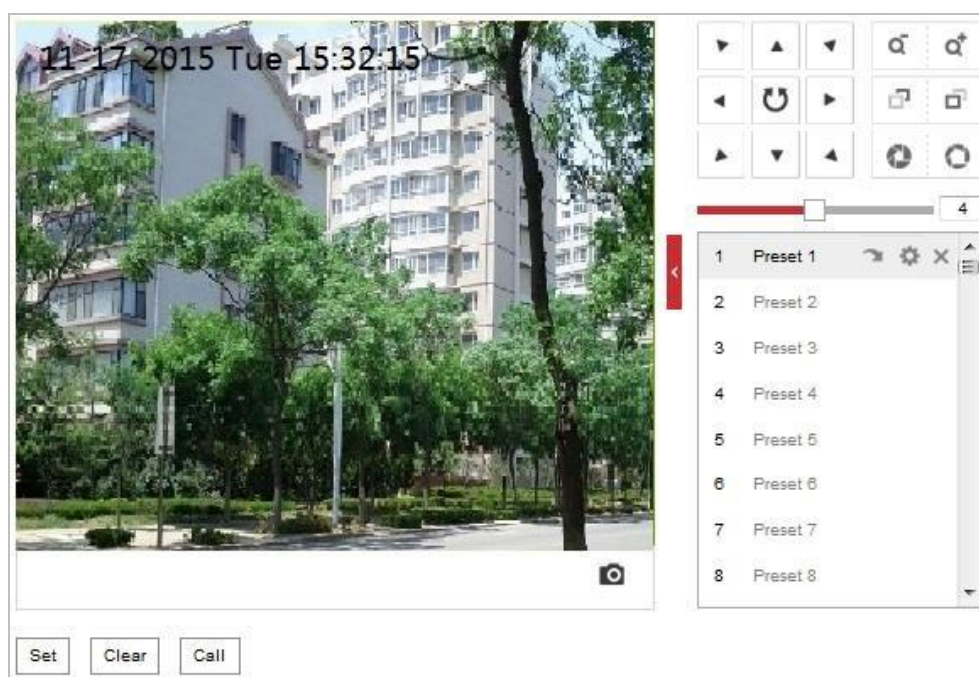 11-17-2015 Tue 15:32:15
4
1 Preset 1
2 Preset 2
3 Preset 3
4 Preset 4
5 Preset 5
6 Preset 6
7 Preset 7
8 Preset 8
Set Clear Call